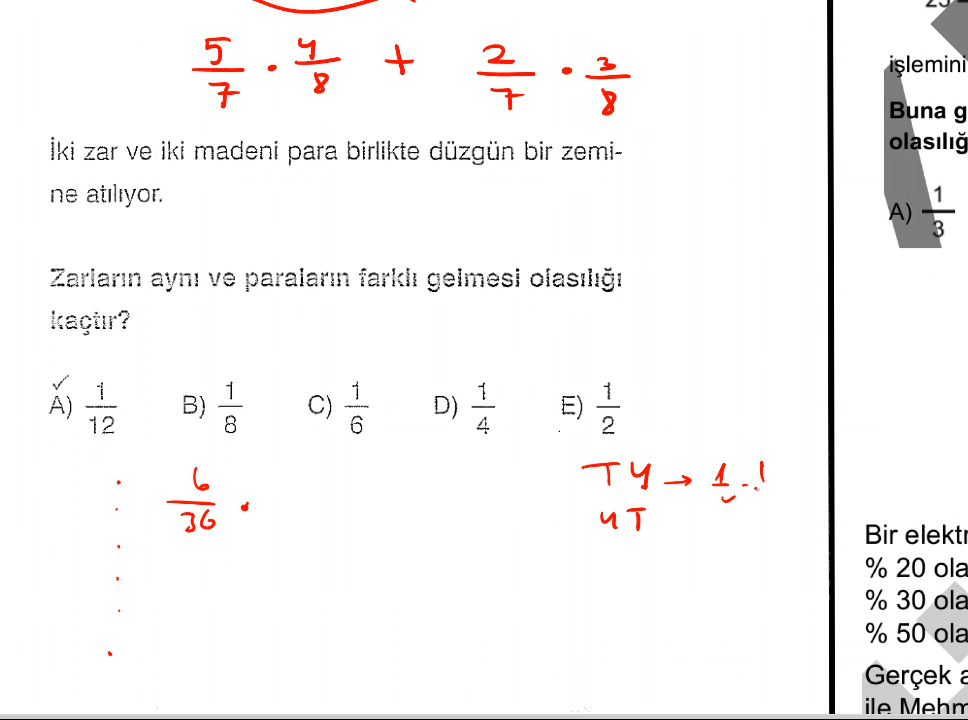 5/7 · 4/8 + 2/7 · 3/8
İki zar ve iki madeni para birlikte düzgün bir zemi-
ne atılıyor.
Zarların aynı ve paraların farklı gelmesi olasılığı
kaçtır?
A) 1/12 B) 1/8 C) 1/6 D) 1/4 E) 1/2
6/36 ·
TY → 1
YT
işlemini
Buna g
olasılığ
A) 1/3
Bir elektr
% 20 ola
% 30 ola
% 50 ola
Gerçek a
ile Mehm